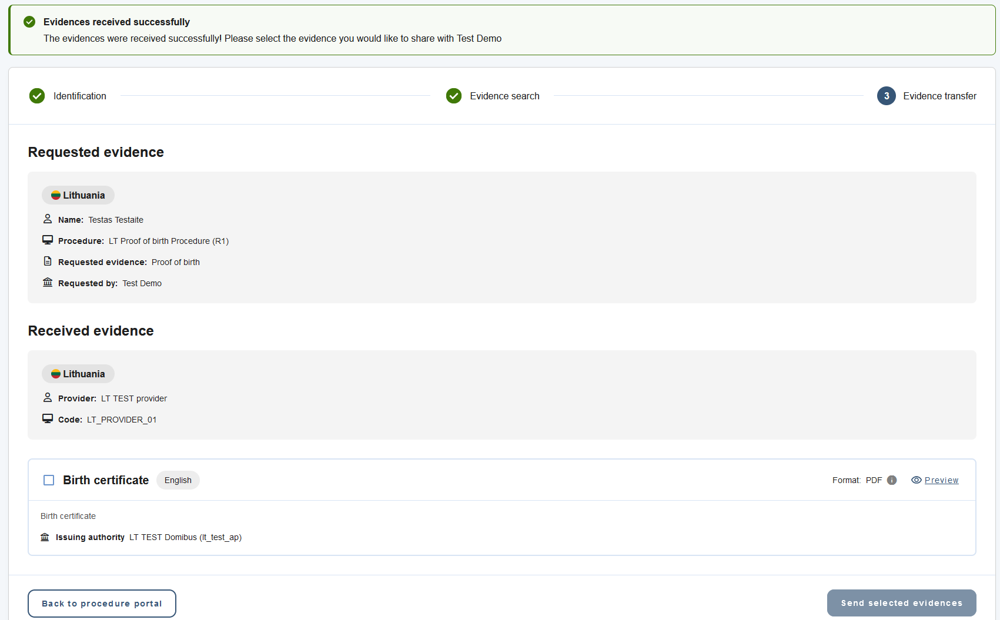 Evidences received successfully
The evidences were received successfully! Please select the evidence you would like to share with Test Demo
Identification
Evidence search
3 Evidence transfer
Requested evidence
Lithuania
Name: Testas Testaite
Procedure: LT Proof of birth Procedure (R1)
Requested evidence: Proof of birth
Requested by: Test Demo
Received evidence
Lithuania
Provider: LT TEST provider
Code: LT_PROVIDER_01
Birth certificate English Format: PDF i Preview
Birth certificate
Issuing authority LT TEST Domibus (lt_test_ap)
Back to procedure portal
Send selected evidences